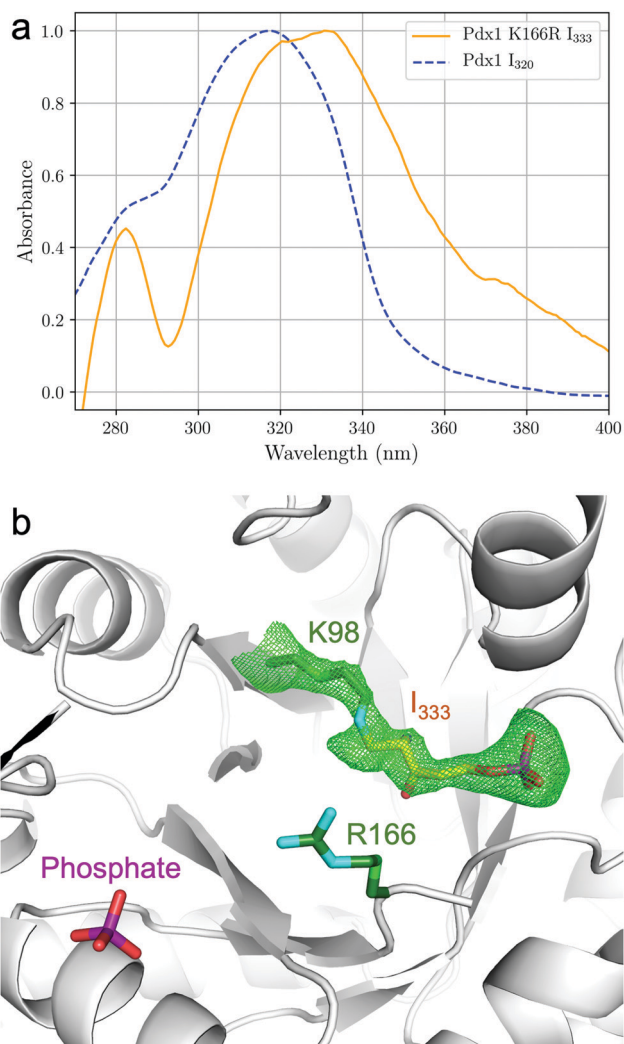 a
Pdx1 K166R I333
Pdx1 I320
1.0
0.8
0.6
0.4
0.2
0.0
Absorbance
280 300 320 340 360 380 400
Wavelength (nm)
b
K98
I333
R166
Phosphate